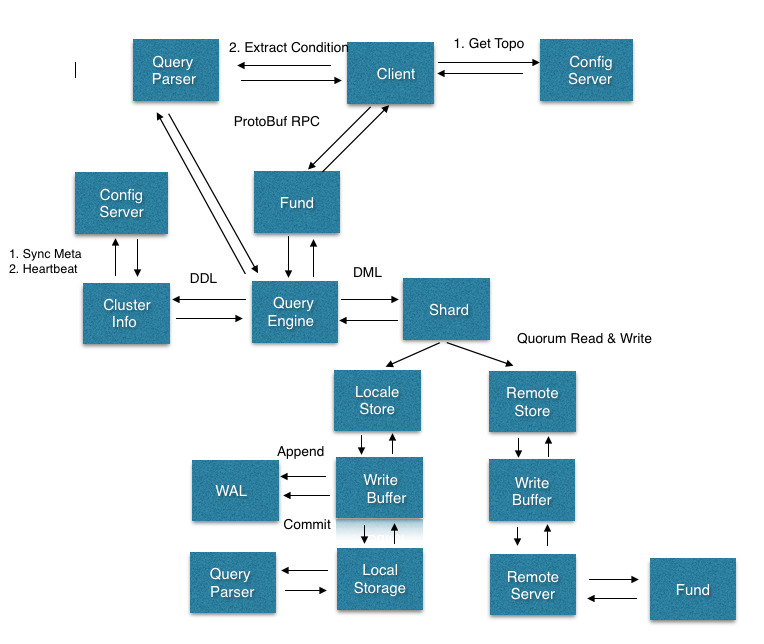 2. Extract Condition
1. Get Topo
Query
Parser
Client
Config
Server
ProtoBuf RPC
Config
Server
Fund
1. Sync Meta
2. Heartbeat
DDL
DML
Cluster
Info
Query
Engine
Shard
Quorum Read & Write
Locale
Store
Remote
Store
Append
WAL
Write
Buffer
Write
Buffer
Commit
Query
Parser
Local
Storage
Remote
Server
Fund